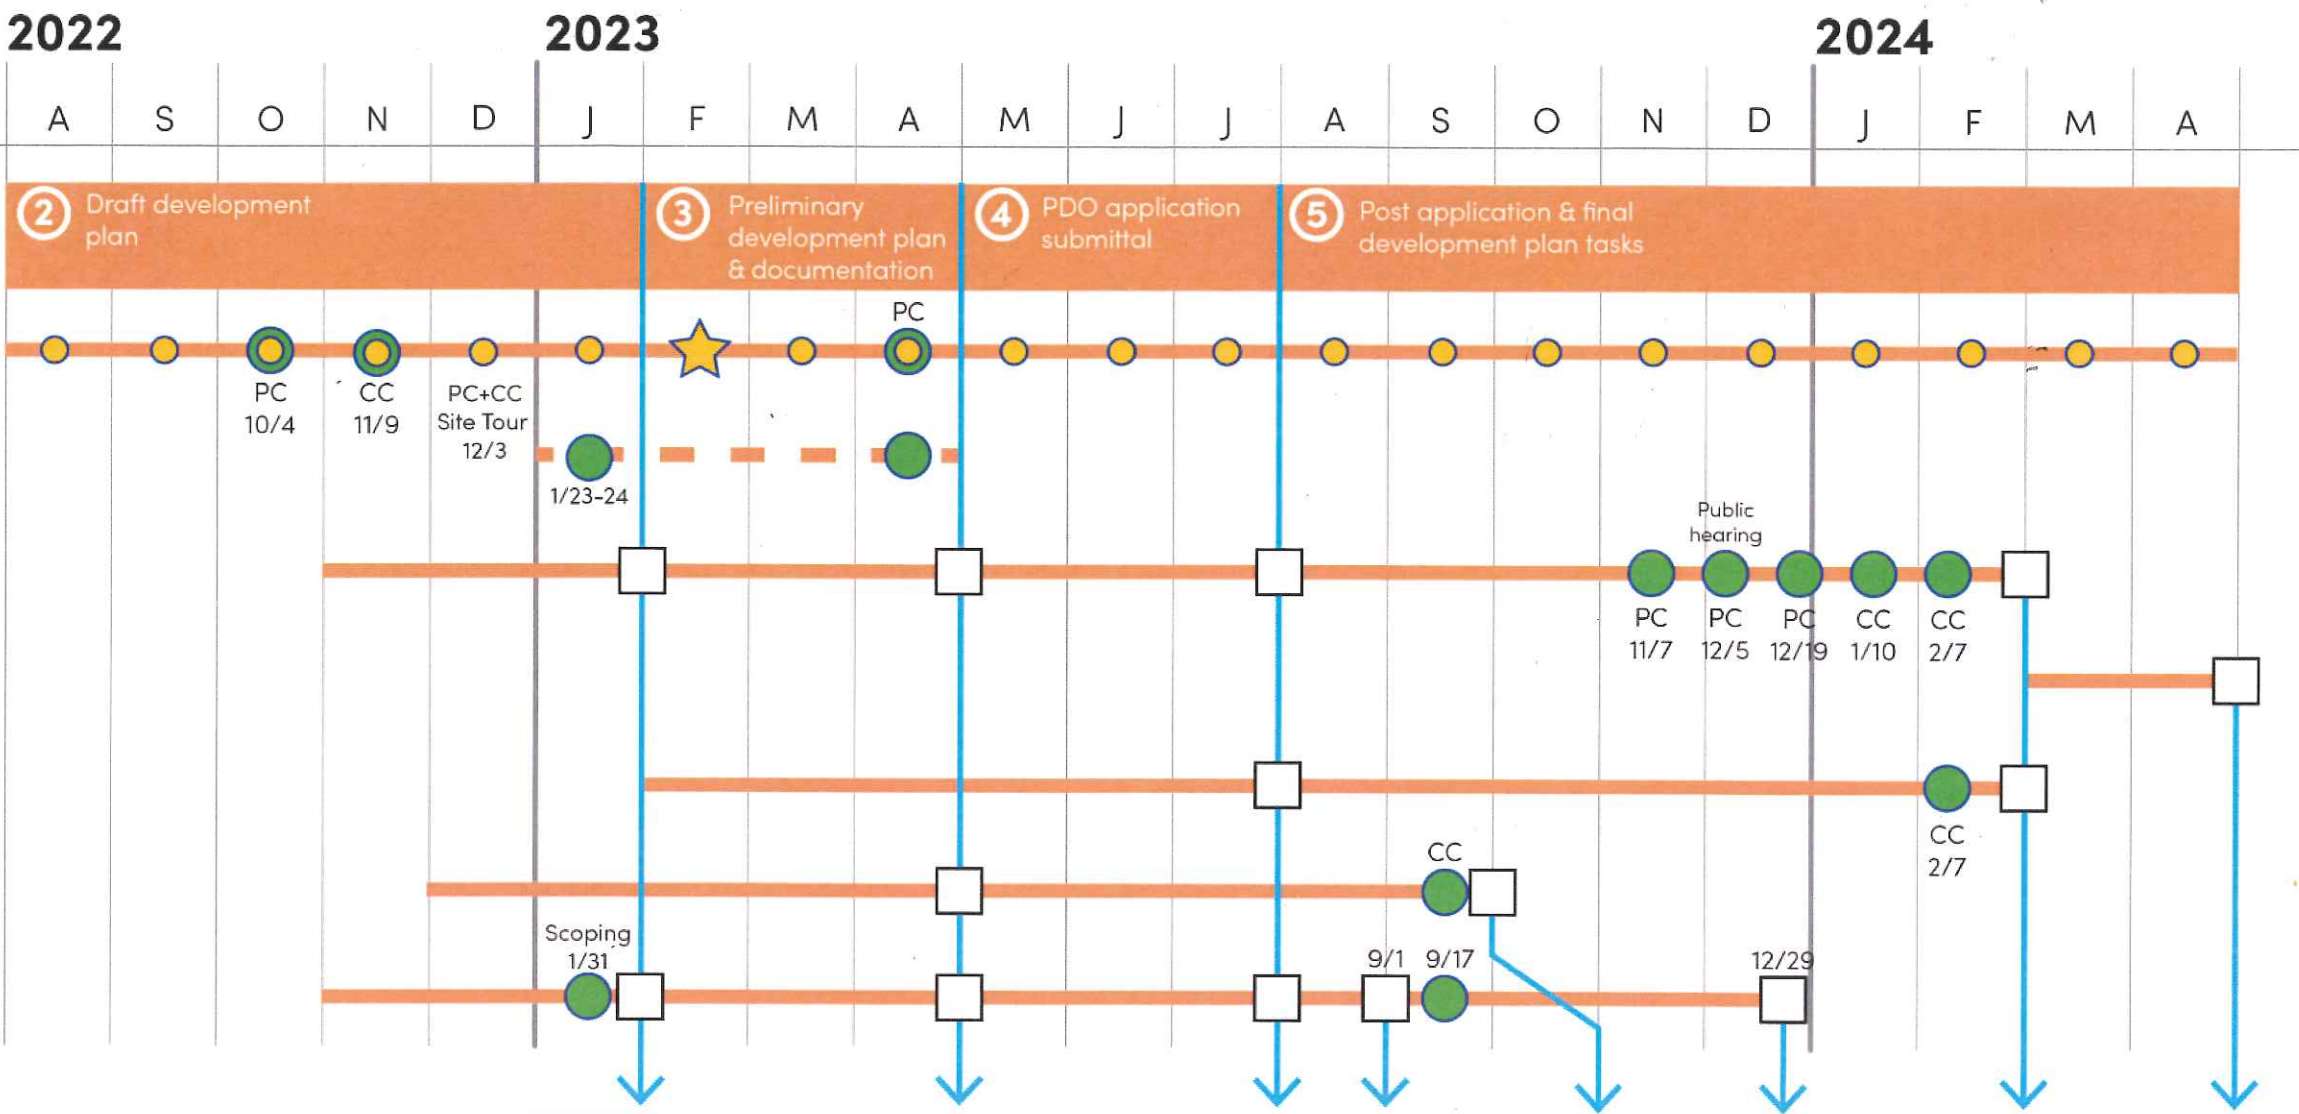 2022 2023 2024
A S O N D J F M A M J J A S O N D J F M A
2 Draft development
plan
3 Preliminary
development plan
& documentation
4 PDO application
submittal
5 Post application & final
development plan tasks
PC
PC
10/4
CC
11/9
PC+CC
Site Tour
12/3
1/23-24
Public
hearing
PC
11/7
PC
12/5
PC
12/19
CC
1/10
CC
2/7
CC
2/7
CC
Scoping
1/31
9/1
9/17
12/29